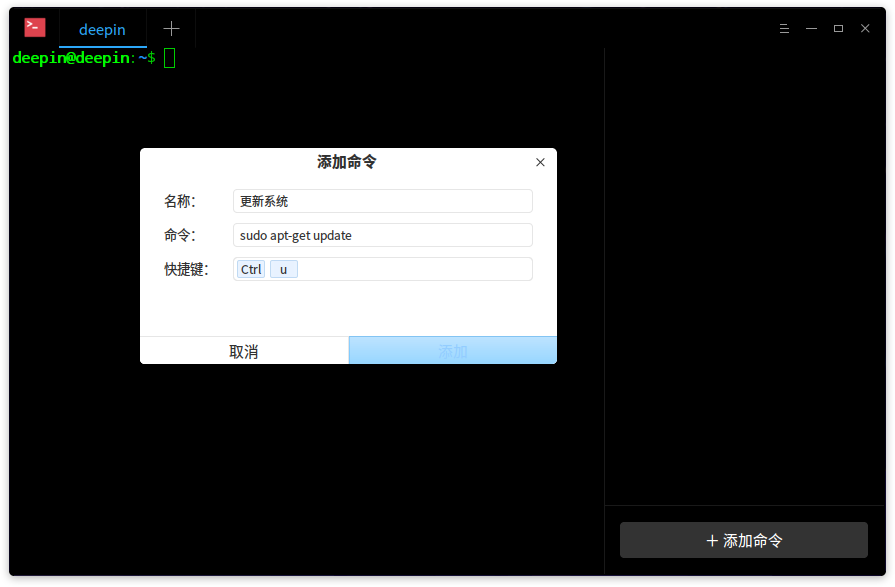 deepin
deepin@deepin:~$
添加命令
名称： 更新系统
命令： sudo apt-get update
快捷键： Ctrl u
取消 添加
添加命令